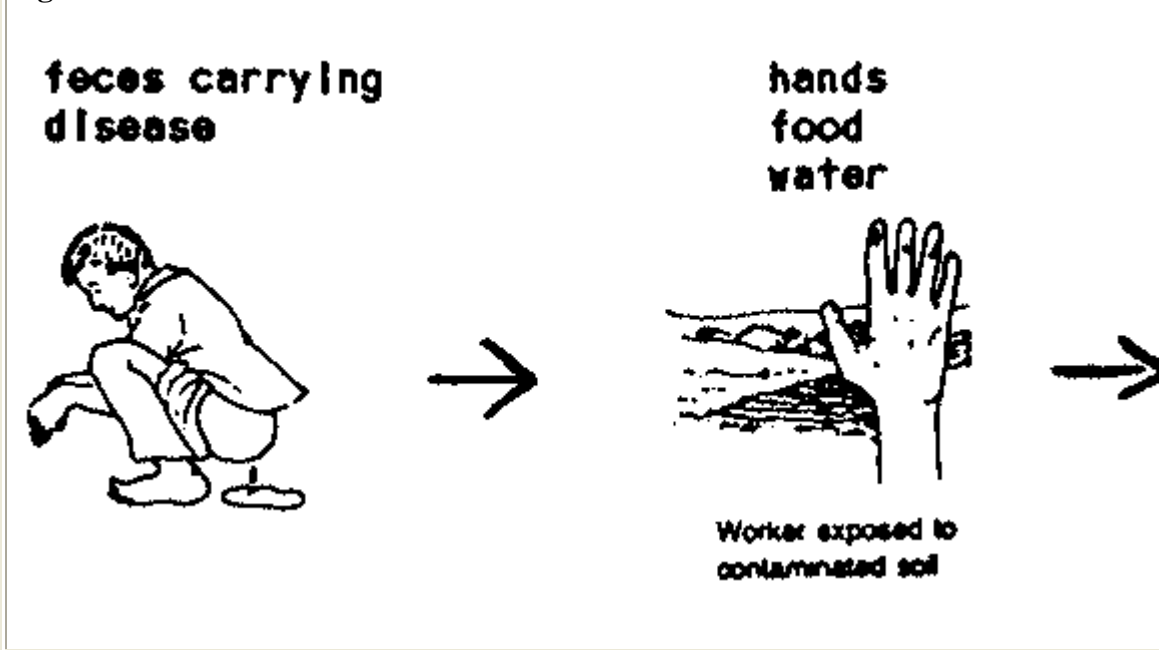 feces carrying
disease
hands
food
water
Worker exposed to
contaminated soil